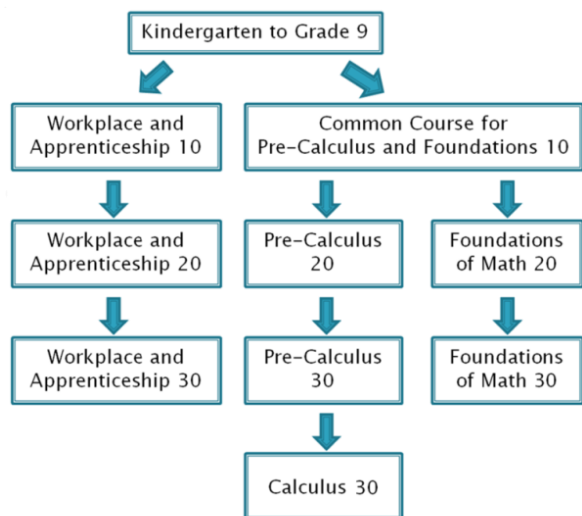 Kindergarten to Grade 9
Workplace and
Apprenticeship 10
Common Course for
Pre-Calculus and Foundations 10
Workplace and
Apprenticeship 20
Pre-Calculus
20
Foundations
of Math 20
Workplace and
Apprenticeship 30
Pre-Calculus
30
Foundations
of Math 30
Calculus 30